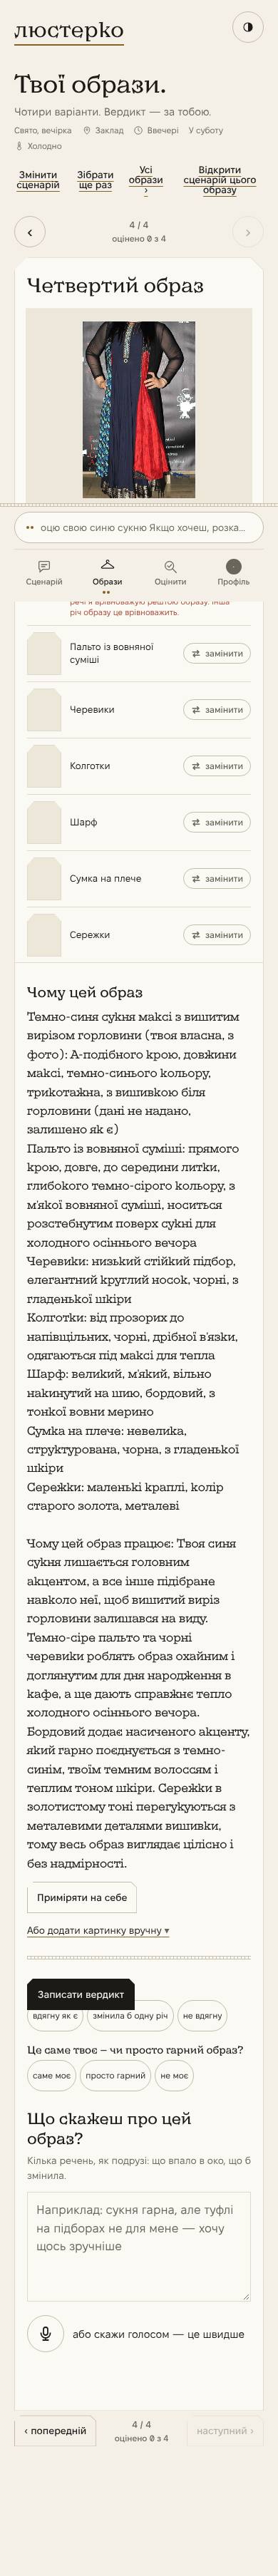 люстерко
Твої образи.
Чотири варіанти. Вердикт — за тобою.
Свято, вечірка Заклад Ввечері У суботу
Холодно
Змінити сценарій
Зібрати ще раз
Усі образи ›
Відкрити сценарій цього образу
‹
4 / 4
оцінено 0 з 4
›
Четвертий образ
оцю свою синю сукню Якщо хочеш, розка...
Сценарій Образи Оцінити Профіль
речі й врівноважую рештою образу. Інша
річ образу це врівноважить.
Пальто із вовняної
суміші
замінити
Черевики
замінити
Колготки
замінити
Шарф
замінити
Сумка на плече
замінити
Сережки
замінити
Чому цей образ
Темно-синя сукня максі з вишитим
вирізом горловини (твоя власна, з
фото): А-подібного крою, довжини
максі, темно-синього кольору,
трикотажна, з вишивкою біля
горловини (дані не надано,
залишено як є)
Пальто із вовняної суміші: прямого
крою, довге, до середини литки,
глибокого темно-сірого кольору, з
м'якої вовняної суміші, носиться
розстебнутим поверх сукні для
холодного осіннього вечора
Черевики: низький стійкий підбор,
елегантний круглий носок, чорні, з
гладенької шкіри
Колготки: від прозорих до
напівщільних, чорні, дрібної в'язки,
одягаються під максі для тепла
Шарф: великий, м'який, вільно
накинутий на шию, бордовий, з
тонкої вовни мерино
Сумка на плече: невелика,
структурована, чорна, з гладенької
шкіри
Сережки: маленькі краплі, колір
старого золота, металеві
Чому цей образ працює: Твоя синя
сукня лишається головним
акцентом, а все інше підібране
навколо неї, щоб вишитий виріз
горловини залишався на виду.
Темно-сіре пальто та чорні
черевики роблять образ охайним і
доглянутим для дня народження в
кафе, а ще дають справжнє тепло
холодного осіннього вечора.
Бордовий додає насиченого акценту,
який гарно поєднується з темно-
синім, твоїм темним волоссям і
теплим тоном шкіри. Сережки в
золотистому тоні перегукуються з
металевими деталями вишивки,
тому весь образ виглядає цілісно і
без надмірності.
Приміряти на себе
Або додати картинку вручну ▾
Записати вердикт
вдягну як є змінила б одну річ не вдягну
Це саме твоє — чи просто гарний образ?
саме моє просто гарний не моє
Що скажеш про цей
образ?
Кілька речень, як подрузі: що впало в око, що б
змінила.
Наприклад: сукня гарна, але туфлі
на підборах не для мене — хочу
щось зручніше
або скажи голосом — це швидше
‹ попередній
4 / 4
оцінено 0 з 4
наступний ›